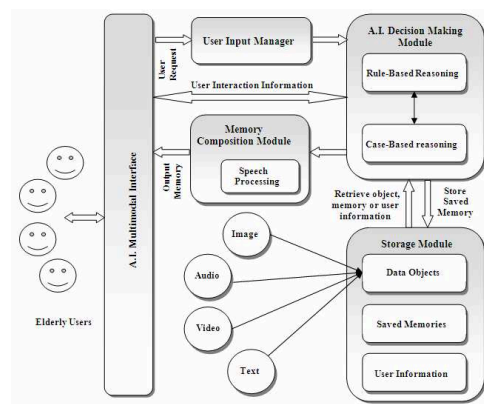 User Input Manager
A.I. Decision Making
Module
Rule-Based Reasoning
Case-Based reasoning
User
Request
User Interaction Information
Memory
Composition Module
Speech
Processing
Output
Memory
A.I. Multimodal Interface
Elderly Users
Retrieve object,
memory or user
information
Store
Saved
Memory
Storage Module
Data Objects
Saved Memories
User Information
Image
Audio
Video
Text